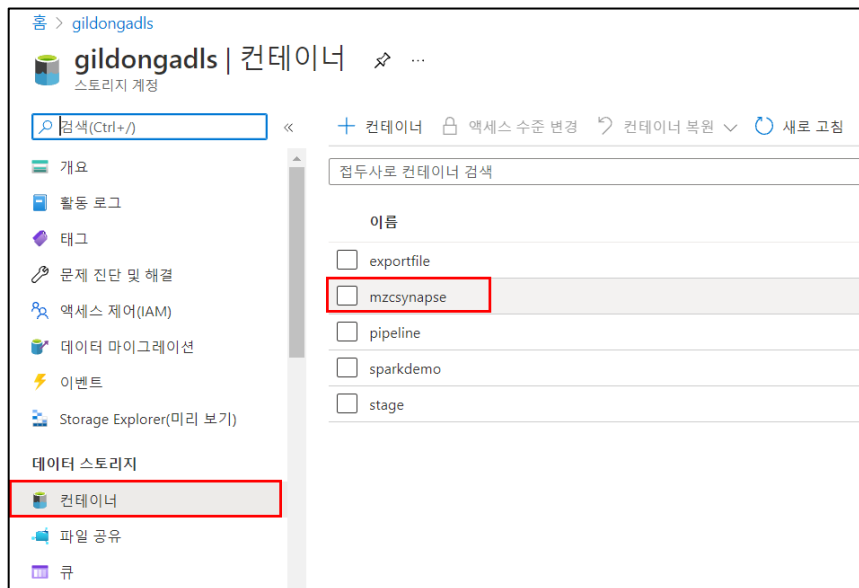 홈 > gildongadls
gildongadls | 컨테이너 ...
스토리지 계정
검색(Ctrl+/) «
개요
활동 로그
태그
문제 진단 및 해결
액세스 제어(IAM)
데이터 마이그레이션
이벤트
Storage Explorer(미리 보기)
데이터 스토리지
컨테이너
파일 공유
큐
+ 컨테이너 액세스 수준 변경 컨테이너 복원 새로 고침
접두사로 컨테이너 검색
이름
exportfile
mzcsynapse
pipeline
sparkdemo
stage